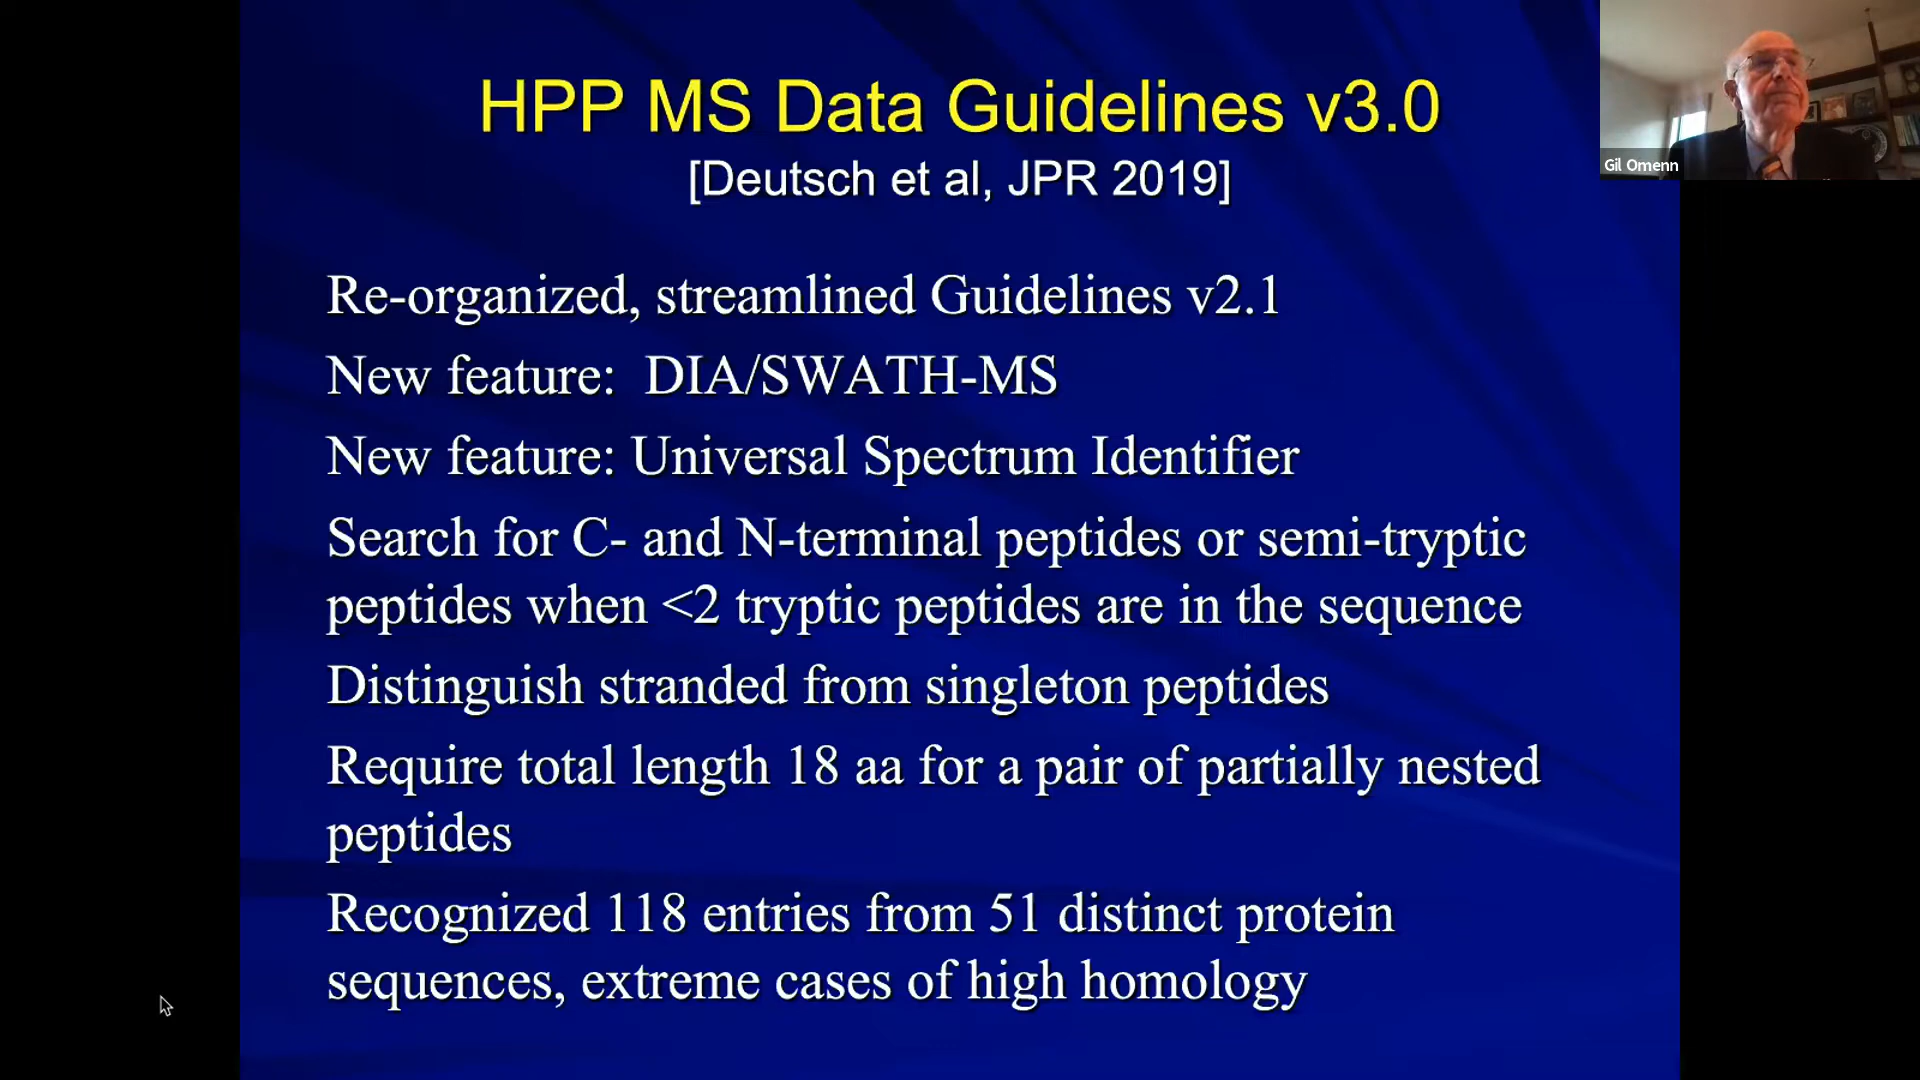 HPP MS Data Guidelines v3.0
[Deutsch et al, JPR 2019]
Gil Omenn
Re-organized, streamlined Guidelines v2.1
New feature:  DIA/SWATH-MS
New feature: Universal Spectrum Identifier
Search for C- and N-terminal peptides or semi-tryptic
peptides when <2 tryptic peptides are in the sequence
Distinguish stranded from singleton peptides
Require total length 18 aa for a pair of partially nested
peptides
Recognized 118 entries from 51 distinct protein
sequences, extreme cases of high homology